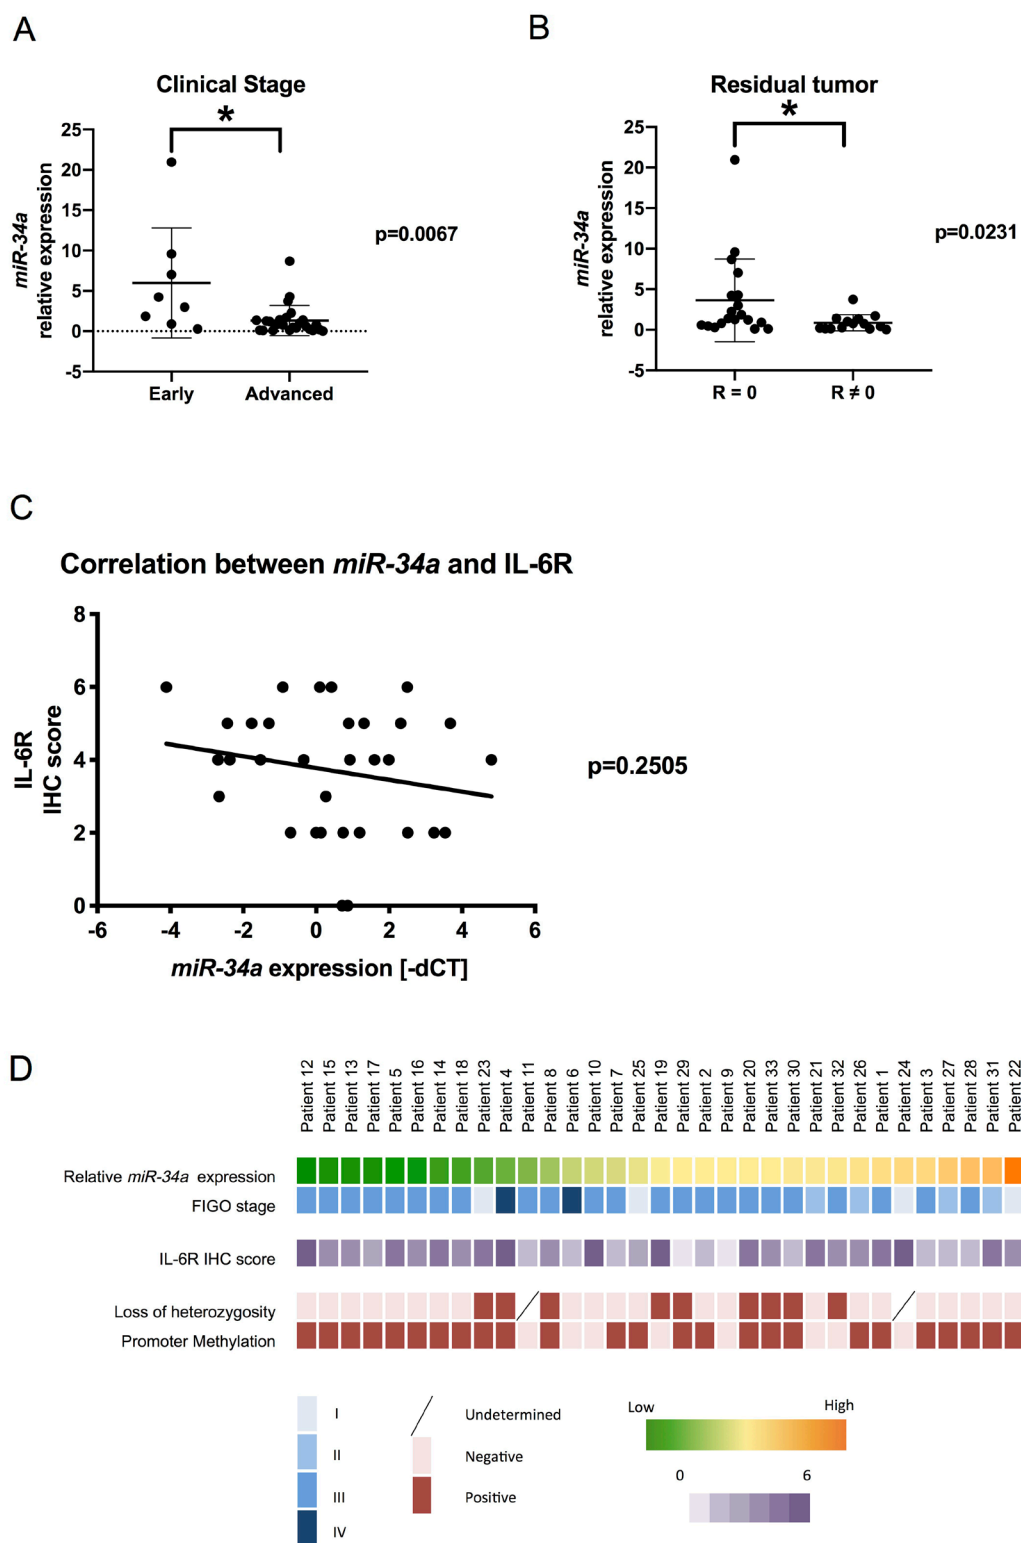 A
Clinical Stage
*
miR-34a
relative expression
25
20
15
10
5
0
-5
Early
Advanced
p=0.0067
B
Residual tumor
*
miR-34a
relative expression
25
20
15
10
5
0
-5
R = 0
R ≠ 0
p=0.0231
C
Correlation between miR-34a and IL-6R
IL-6R
IHC score
8
6
4
2
0
-6
-4
-2
0
2
4
6
miR-34a expression [-dCT]
p=0.2505
D
Patient 12
Patient 15
Patient 13
Patient 17
Patient 5
Patient 16
Patient 14
Patient 18
Patient 23
Patient 4
Patient 11
Patient 8
Patient 6
Patient 10
Patient 7
Patient 25
Patient 19
Patient 29
Patient 2
Patient 9
Patient 20
Patient 33
Patient 30
Patient 21
Patient 32
Patient 26
Patient 1
Patient 24
Patient 3
Patient 27
Patient 28
Patient 31
Patient 22
Relative miR-34a expression
FIGO stage
IL-6R IHC score
Loss of heterozygosity
Promoter Methylation
I
II
III
IV
Undetermined
Negative
Positive
Low
High
0
6